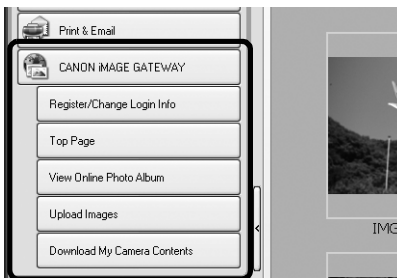 Print & Email
CANON iMAGE GATEWAY
Register/Change Login Info
Top Page
View Online Photo Album
Upload Images
Download My Camera Contents
IMG